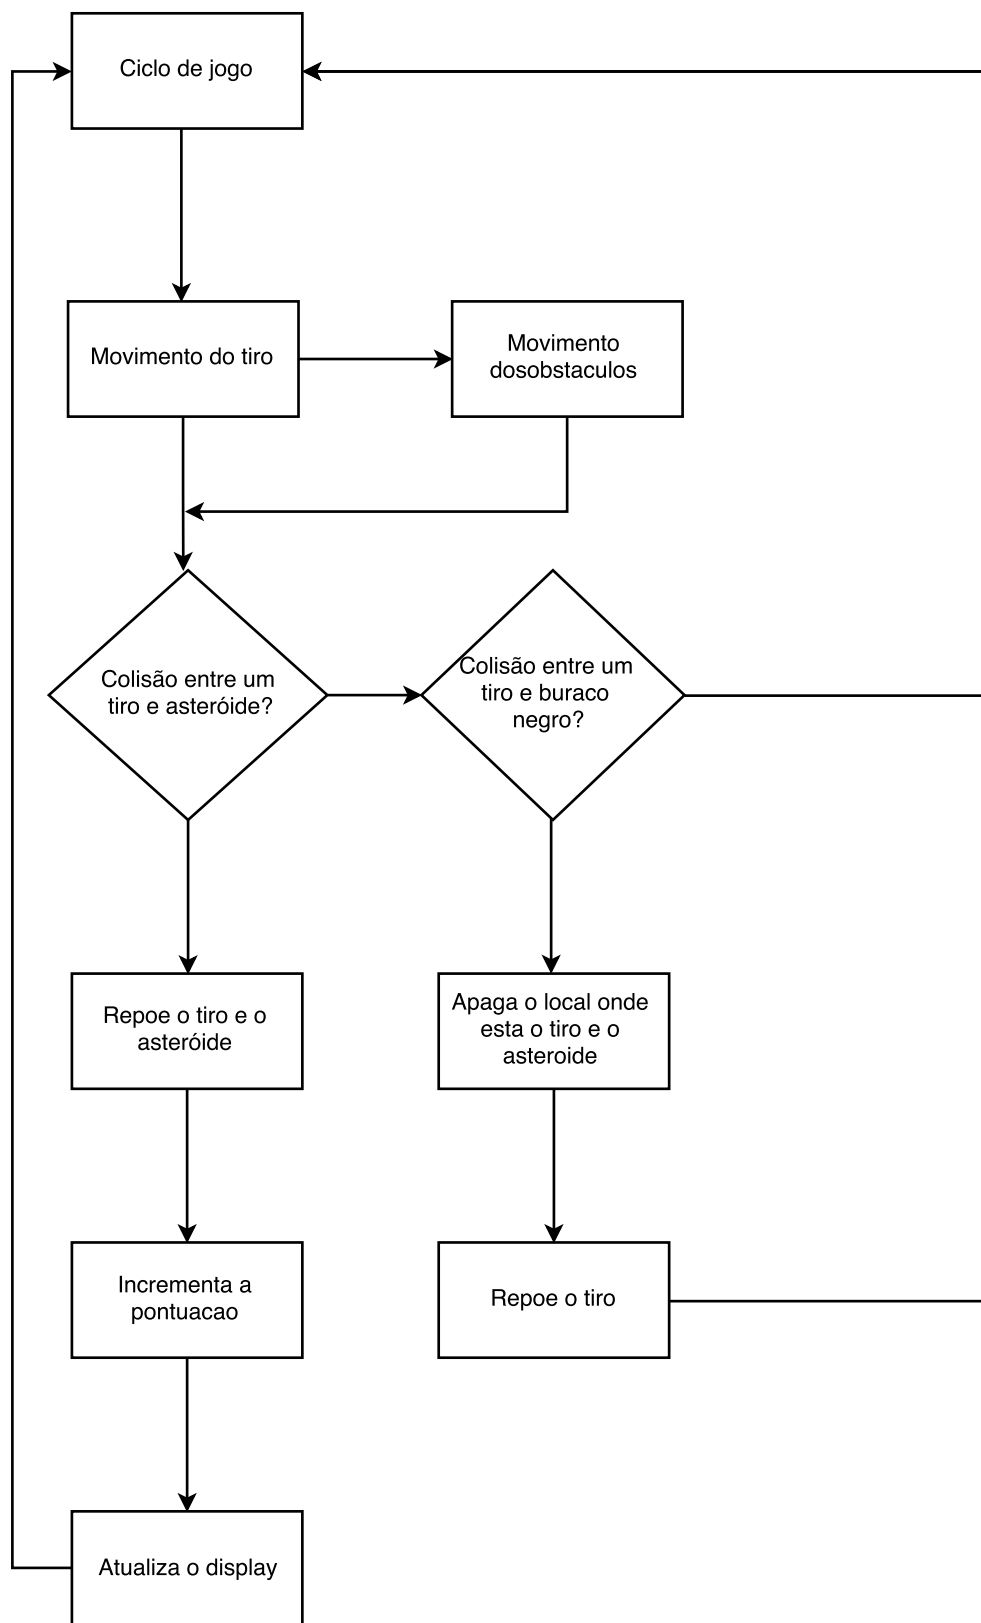 Ciclo de jogo
Movimento do tiro
Movimento
dosobstaculos
Colisão entre um
tiro e asteróide?
Colisão entre um
tiro e buraco
negro?
Repoe o tiro e o
asteróide
Apaga o local onde
esta o tiro e o
asteroide
Incrementa a
pontuacao
Repoe o tiro
Atualiza o display